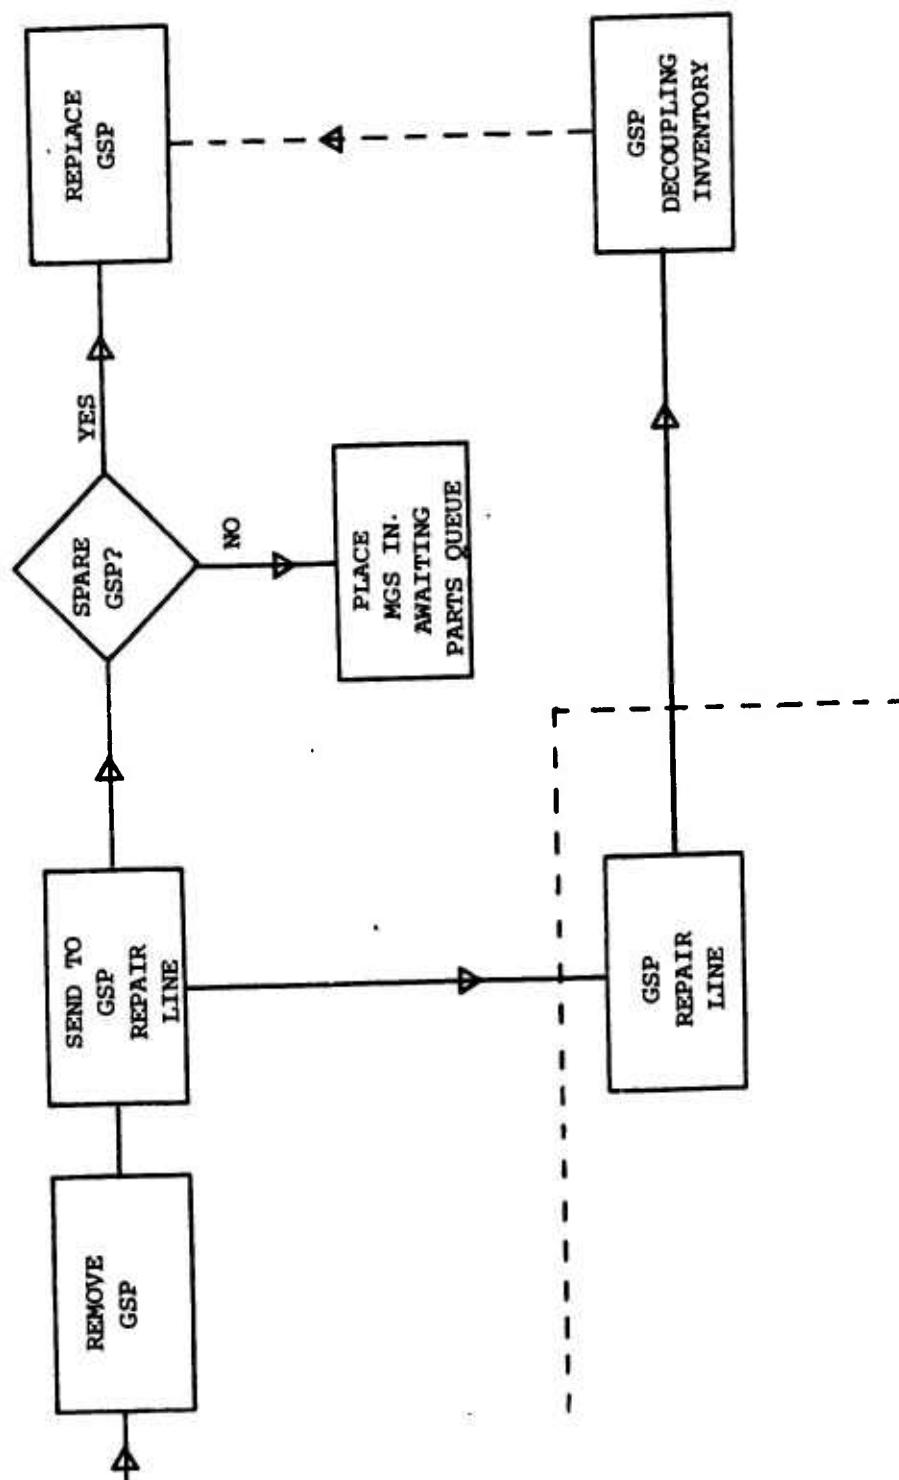 REMOVE
GSP
SEND TO
GSP
REPAIR
LINE
SPARE
GSP?
YES
REPLACE
GSP
NO
PLACE
MGS IN.
AWAITING
PARTS QUEUE
GSP
REPAIR
LINE
GSP
DECOUPLING
INVENTORY